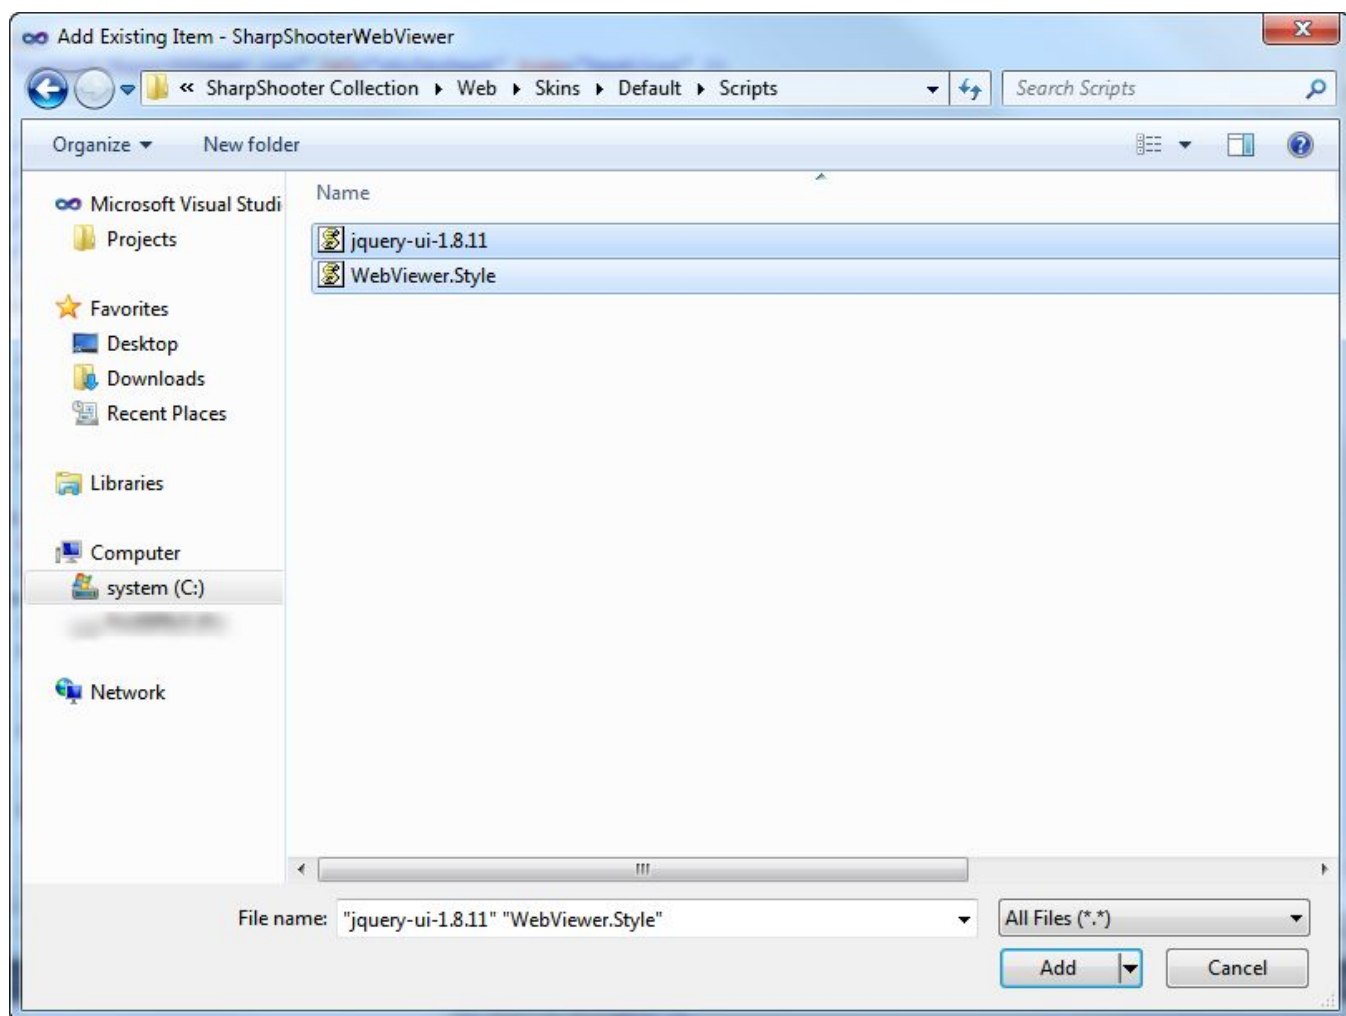 Add Existing Item - SharpShooterWebViewer
« SharpShooter Collection Web Skins Default Scripts
Search Scripts
Organize New folder
Name
Microsoft Visual Studi
Projects
jquery-ui-1.8.11
WebViewer.Style
Favorites
Desktop
Downloads
Recent Places
Libraries
Computer
system (C:)
Network
File name: "jquery-ui-1.8.11" "WebViewer.Style"
All Files (*.*)
Add Cancel